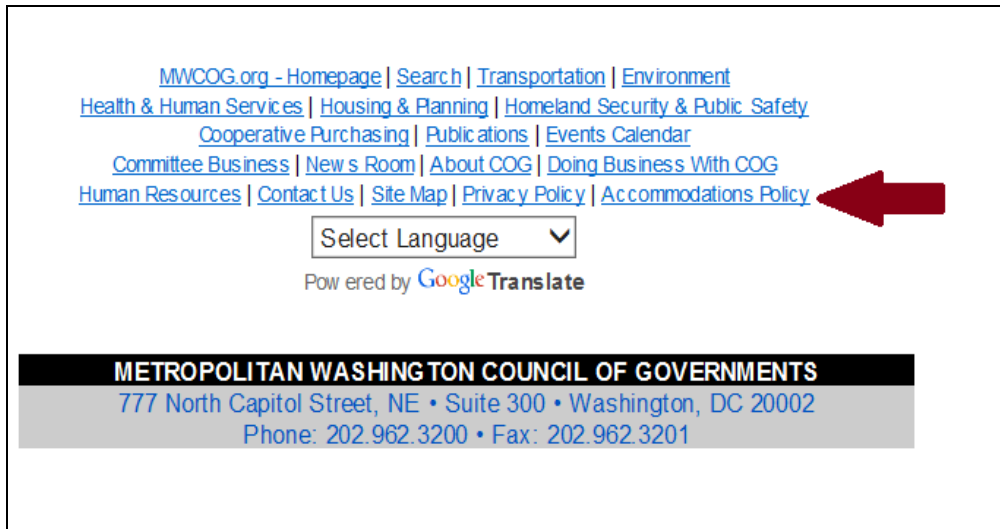 MWCOG.org - Homepage | Search | Transportation | Environment
Health & Human Services | Housing & Planning | Homeland Security & Public Safety
Cooperative Purchasing | Publications | Events Calendar
Committee Business | News Room | About COG | Doing Business With COG
Human Resources | Contact Us | Site Map | Privacy Policy | Accommodations Policy
Select Language
Powered by Google Translate
METROPOLITAN WASHINGTON COUNCIL OF GOVERNMENTS
777 North Capitol Street, NE • Suite 300 • Washington, DC 20002
Phone: 202.962.3200 • Fax: 202.962.3201